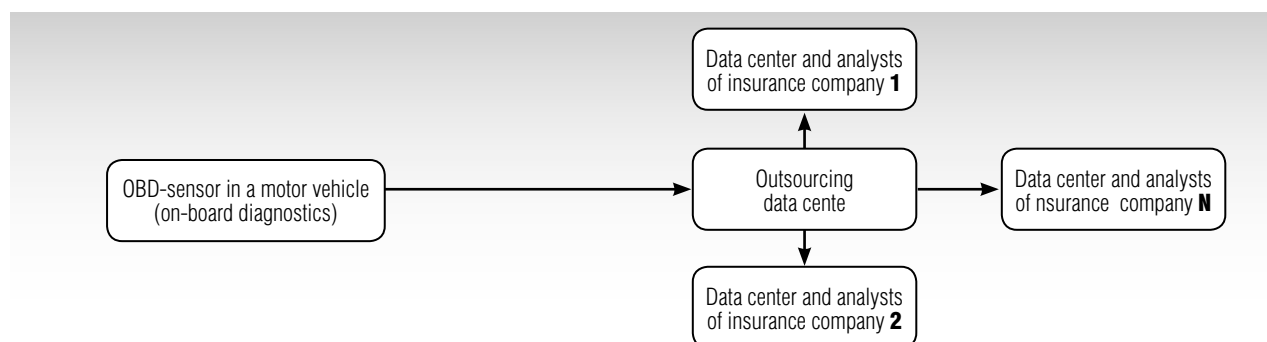 Data center and analysts
of insurance company 1
OBD-sensor in a motor vehicle
(on-board diagnostics)
Outsourcing
data cente
Data center and analysts
of nsurance company N
Data center and analysts
of insurance company 2